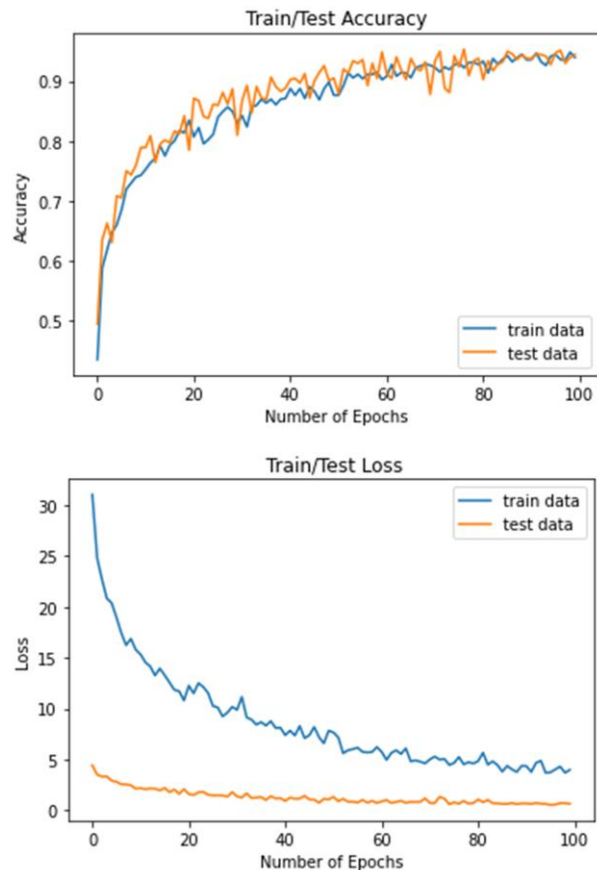 Train/Test Accuracy
0.9
0.8
0.7
0.6
0.5
Accuracy
train data
test data
0 20 40 60 80 100
Number of Epochs
Train/Test Loss
30
25
20
15
10
5
0
Loss
train data
test data
0 20 40 60 80 100
Number of Epochs